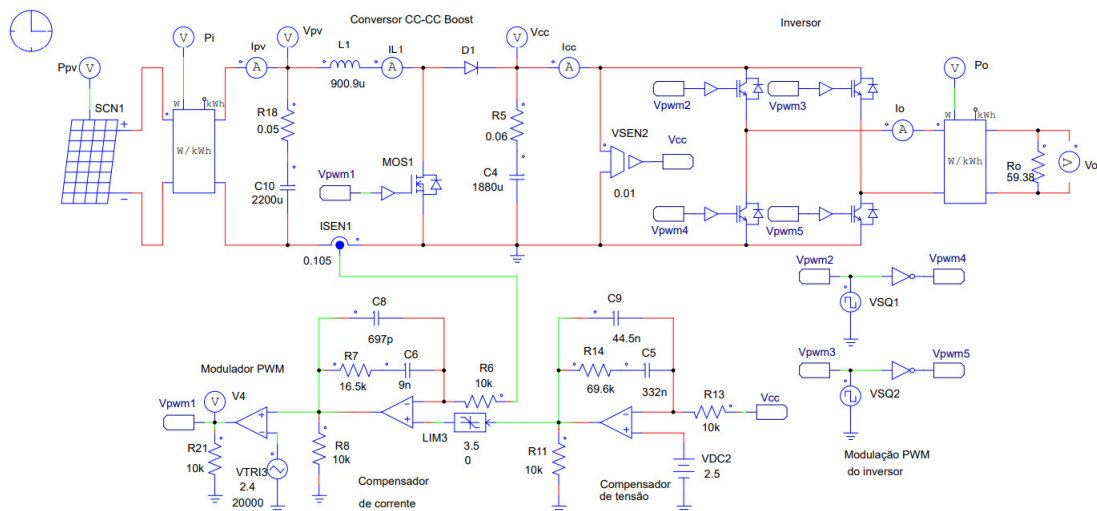 Conversor CC-CC Boost
Inversor
Ppv
V
SCN1
+
−
Pi
V
W
kWh
W/kWh
Ipv
A
Vpv
V
L1
900.9u
IL1
A
D1
Vcc
V
Icc
A
R18
0.05
C10
2200u
Vpwm1
MOS1
ISEN1
0.105
R5
0.06
C4
1880u
VSEN2
Vcc
0.01
Vpwm2
Vpwm3
Vpwm4
Vpwm5
Io
A
Po
V
W
kWh
W/kWh
Ro
59.38
V
Vo
Vpwm2
Vpwm4
VSQ1
Vpwm3
Vpwm5
VSQ2
Modulação PWM
do inversor
C8
697p
R7
16.5k
C6
9n
R6
10k
LIM3
3.5
0
R8
10k
Compensador
de corrente
Modulador PWM
Vpwm1
V4
V
R21
10k
VTRI3
2.4
20000
C9
44.5n
R14
69.6k
C5
332n
R13
10k
Vcc
R11
10k
VDC2
2.5
Compensador
de tensão